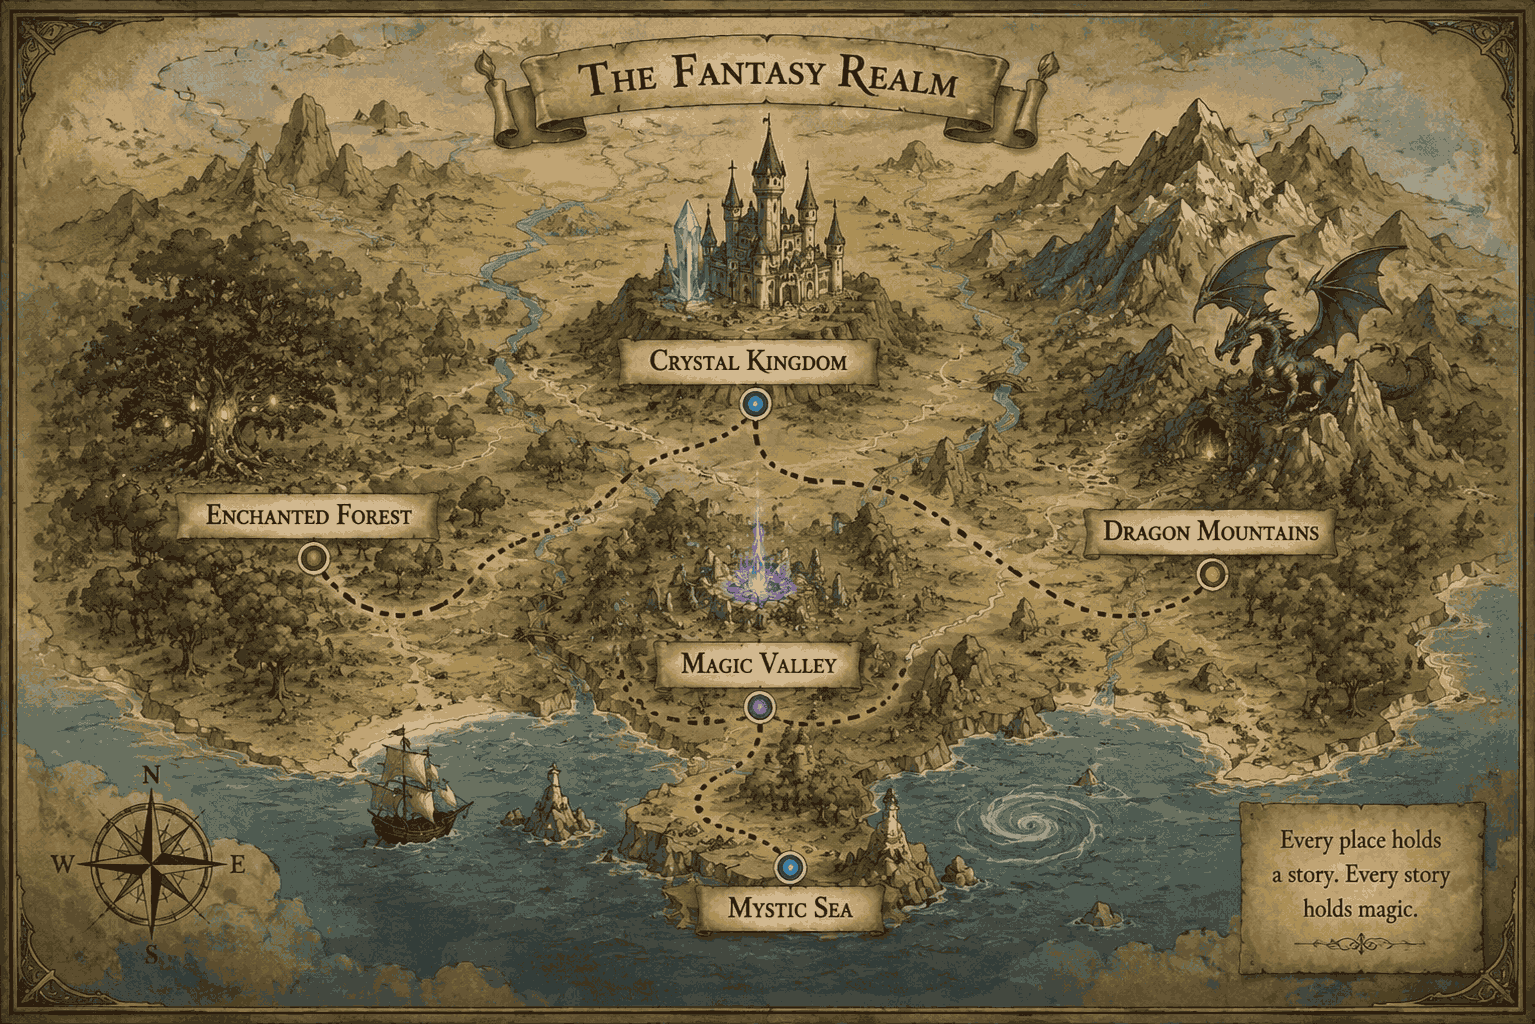 The Fantasy Realm
Crystal Kingdom
Enchanted Forest
Dragon Mountains
Magic Valley
Mystic Sea
N
W
E
S
Every place holds
a story. Every story
holds magic.